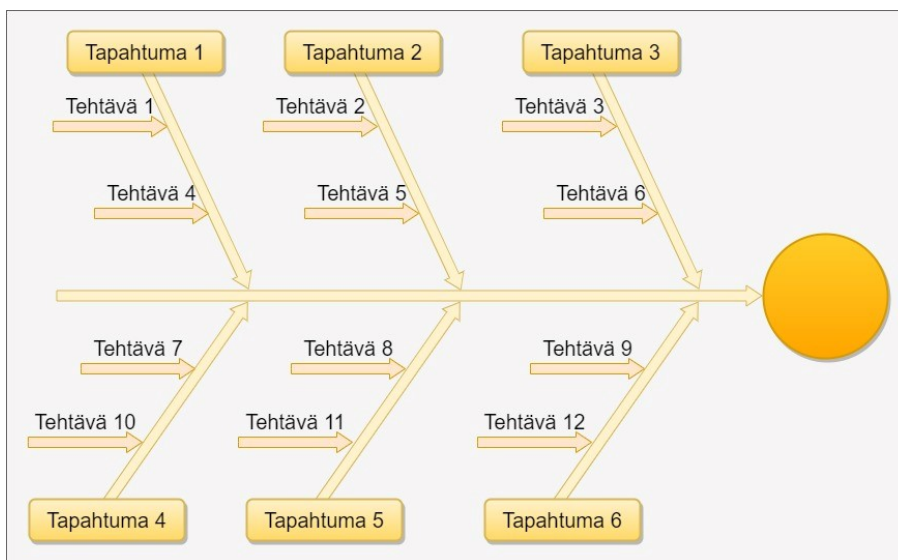 Tapahtuma 1
Tapahtuma 2
Tapahtuma 3
Tehtävä 1
Tehtävä 2
Tehtävä 3
Tehtävä 4
Tehtävä 5
Tehtävä 6
Tehtävä 7
Tehtävä 8
Tehtävä 9
Tehtävä 10
Tehtävä 11
Tehtävä 12
Tapahtuma 4
Tapahtuma 5
Tapahtuma 6